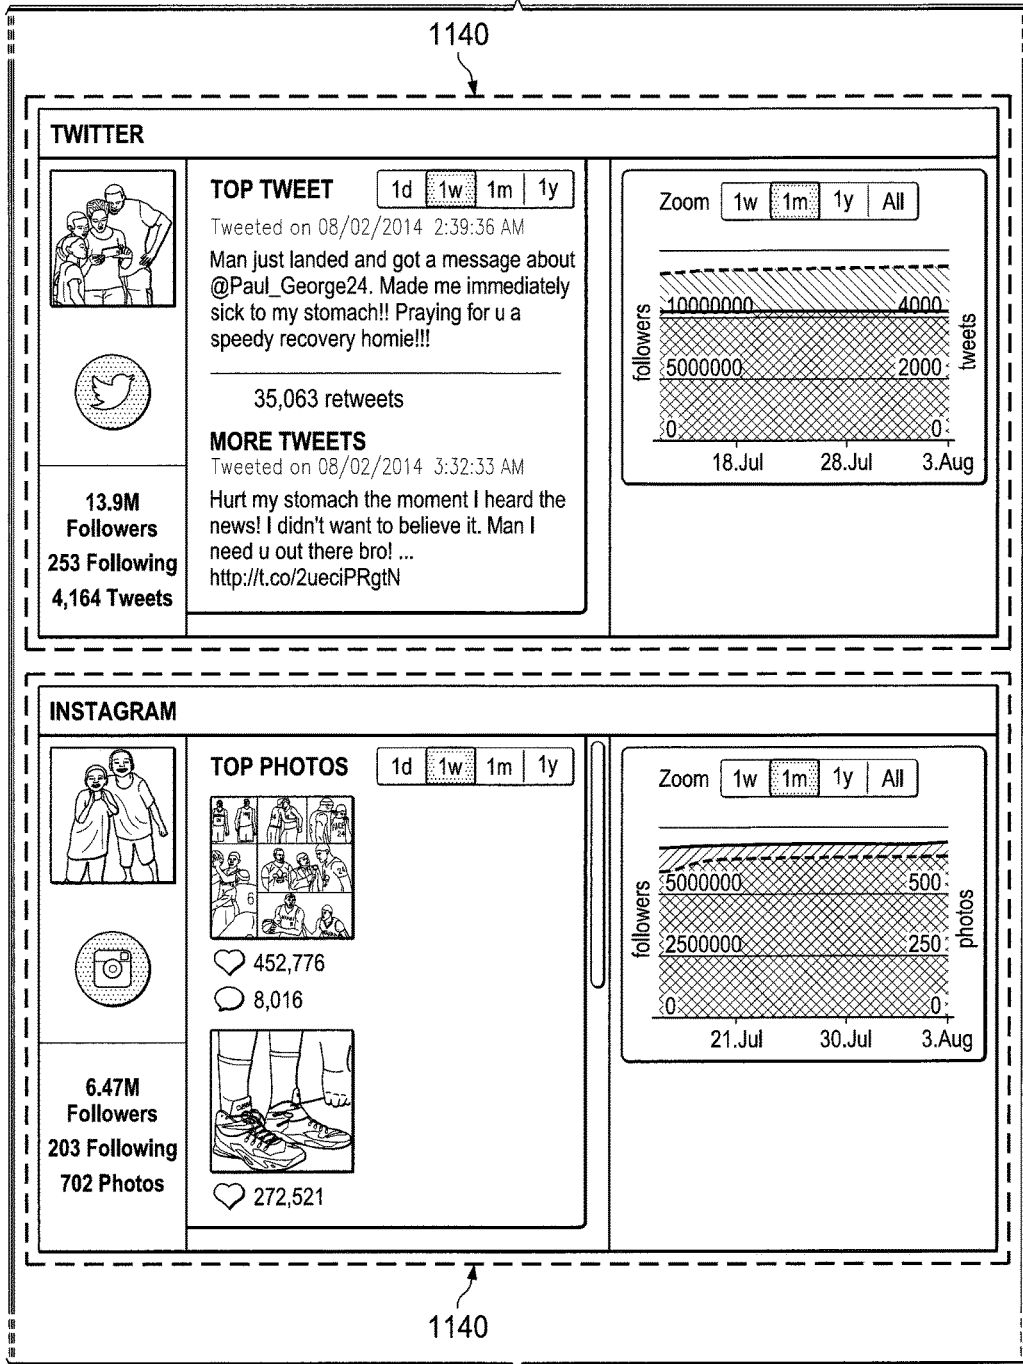 1140
TWITTER
TOP TWEET
1d 1w 1m 1y
Tweeted on 08/02/2014 2:39:36 AM
Man just landed and got a message about
@Paul_George24. Made me immediately
sick to my stomach!! Praying for u a
speedy recovery homie!!!
35,063 retweets
MORE TWEETS
Tweeted on 08/02/2014 3:32:33 AM
Hurt my stomach the moment I heard the
news! I didn't want to believe it. Man I
need u out there bro! ...
http://t.co/2ueciPRgtN
13.9M
Followers
253 Following
4,164 Tweets
Zoom 1w 1m 1y All
followers
10000000 4000
5000000 2000
0 0
tweets
18.Jul 28.Jul 3.Aug
INSTAGRAM
TOP PHOTOS
1d 1w 1m 1y
452,776
8,016
272,521
6.47M
Followers
203 Following
702 Photos
Zoom 1w 1m 1y All
followers
5000000 500
2500000 250
0 0
photos
21.Jul 30.Jul 3.Aug
1140